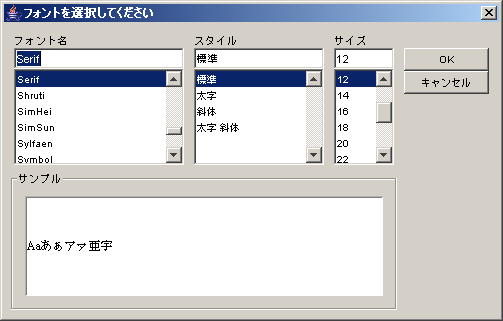 フォントを選択してください
フォント名 スタイル サイズ
Serif 標準 12 OK
Serif 標準 12 キャンセル
Shruti 太字 14
SimHei 斜体 16
SimSun 太字 斜体 18
Sylfaen 20
Symbol 22
サンプル
Aaあぁアァ亜宇